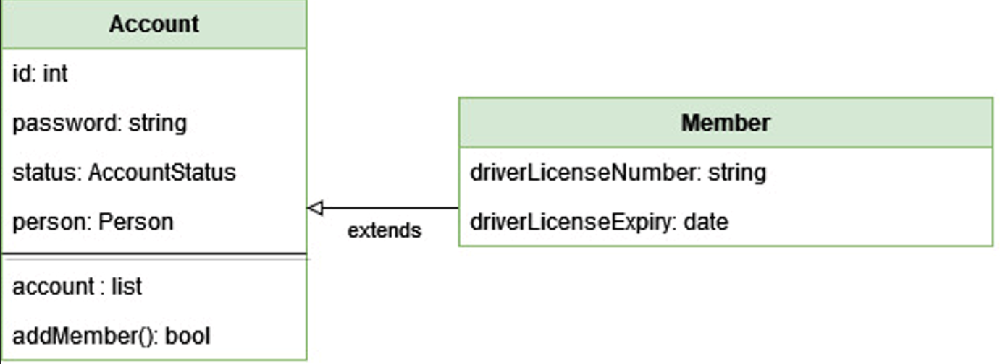 Account
id: int
password: string
status: AccountStatus
person: Person
account : list
addMember(): bool
extends
Member
driverLicenseNumber: string
driverLicenseExpiry: date